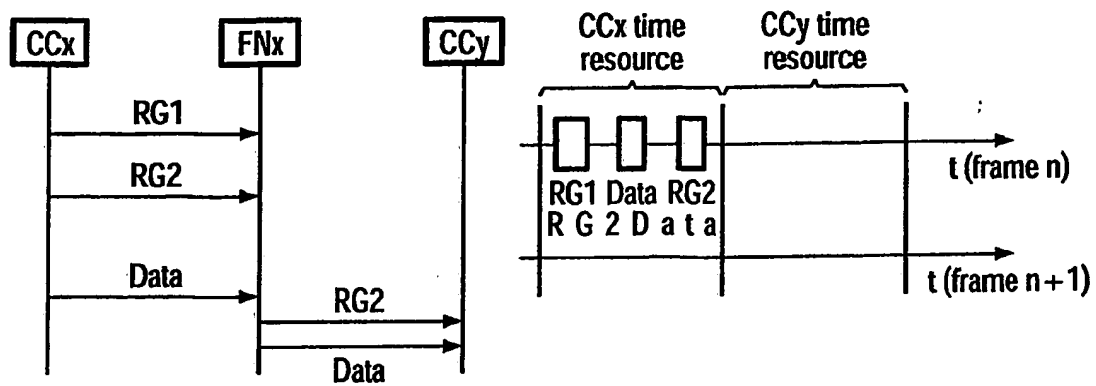 CCx FNx CCy
RG1
RG2
Data
RG2
Data
CCx time resource
CCy time resource
t (frame n)
RG1 Data RG2
R G 2 D a t a
t (frame n+1)